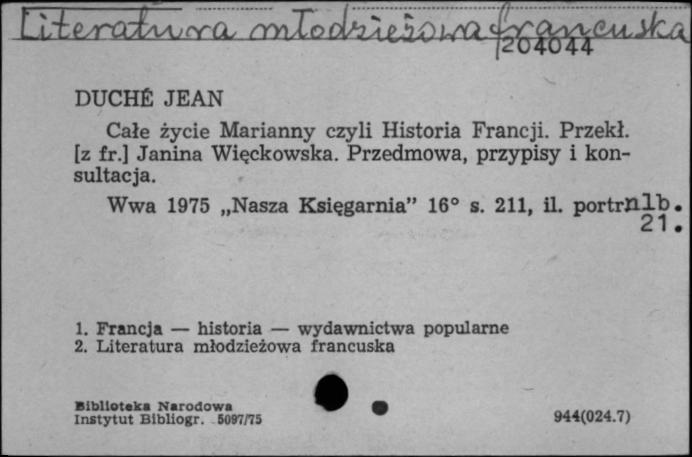 Literatura młodzieżowa francuska
204044
DUCHÉ JEAN
Całe życie Marianny czyli Historia Francji. Przekł.
[z fr.] Janina Więckowska. Przedmowa, przypisy i kon-
sultacja.
Wwa 1975 „Nasza Księgarnia” 16° s. 211, il. portr nlb.
21.
1. Francja — historia — wydawnictwa popularne
2. Literatura młodzieżowa francuska
Biblioteka Narodowa
Instytut Bibliogr. 5097/75
944(024.7)